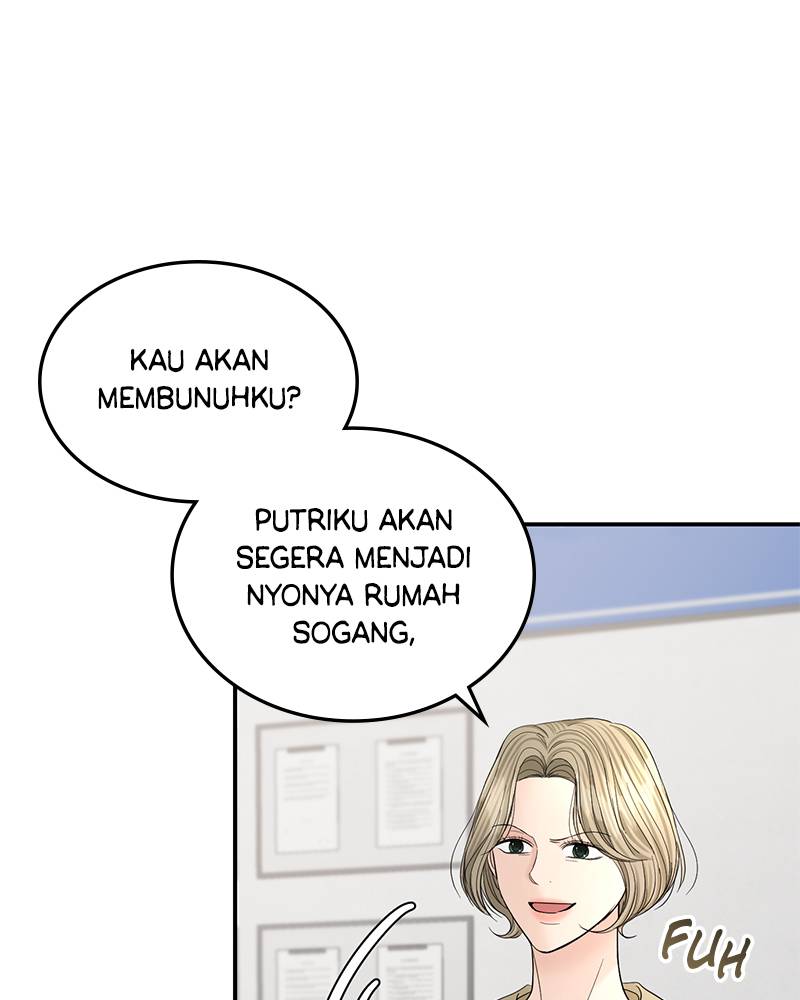 KAU AKAN
MEMBUNUHKU?
PUTRIKU AKAN
SEGERA MENJADI
NYONYA RUMAH
SOGANG,
FUH